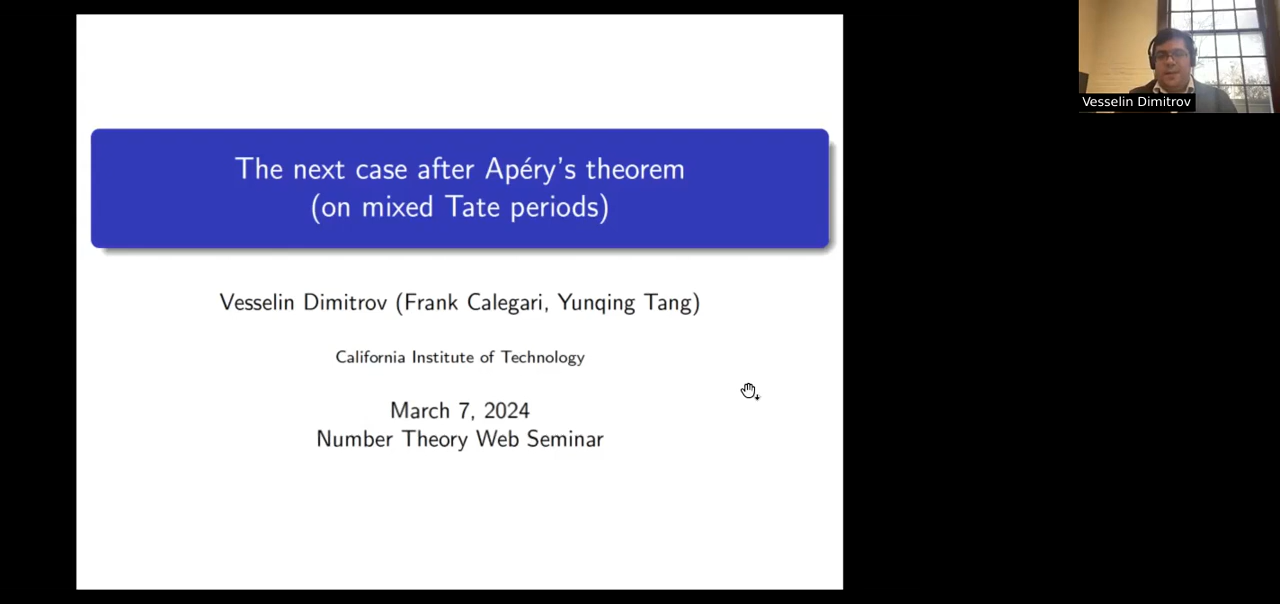 The next case after Apéry's theorem
(on mixed Tate periods)
Vesselin Dimitrov (Frank Calegari, Yunqing Tang)
California Institute of Technology
March 7, 2024
Number Theory Web Seminar
Vesselin Dimitrov